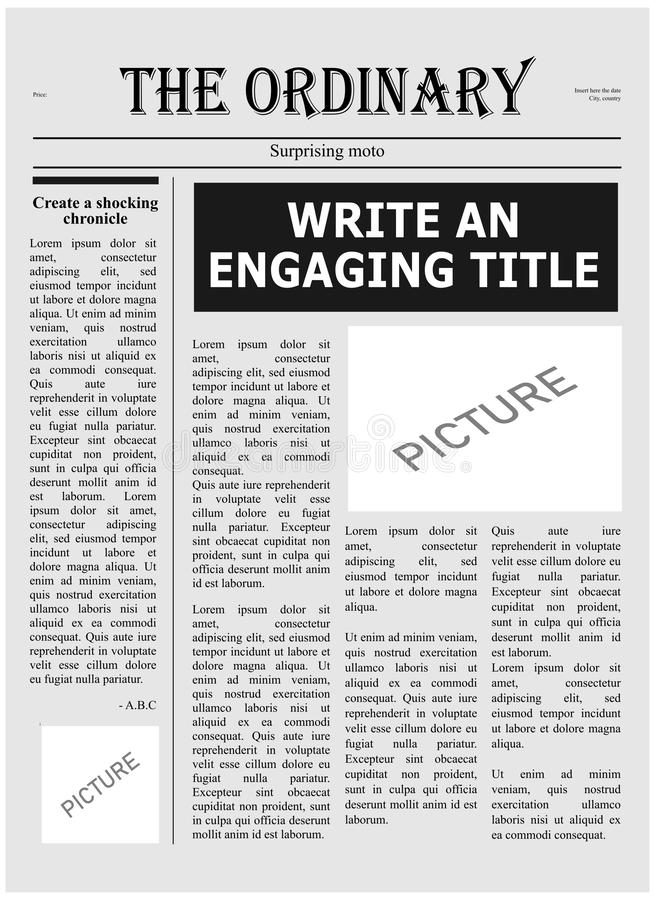 THE ORDINARY
Price:
Insert here the date
City, country
Surprising moto
Create a shocking
chronicle
Lorem ipsum dolor sit
amet, consectetur
adipiscing elit, sed
eiusmod tempor incidunt
ut labore et dolore magna
aliqua. Ut enim ad minim
veniam, quis nostrud
exercitation ullamco
laboris nisi ut aliquid ex
ea commodi consequat.
Quis aute iure
reprehenderit in voluptate
velit esse cillum dolore
eu fugiat nulla pariatur.
Excepteur sint obcaecat
cupiditat non proident,
sunt in culpa qui officia
deserunt mollit anim id
est laborum. Lorem
ipsum dolor sit amet,
consectetur adipiscing
elit, sed eiusmod tempor
incidunt ut labore et
dolore magna aliqua. Ut
enim ad minim veniam,
quis nostrud exercitation
ullamco laboris nisi ut
aliquid ex ea commodi
consequat. Quis aute iure
reprehenderit in voluptate
velit esse cillum dolore
eu fugiat nulla pariatur.
- A.B.C
PICTURE
WRITE AN
ENGAGING TITLE
Lorem ipsum dolor sit
amet, consectetur
adipiscing elit, sed eiusmod
tempor incidunt ut labore et
dolore magna aliqua. Ut
enim ad minim veniam,
quis nostrud exercitation
ullamco laboris nisi ut
aliquid ex ea commodi
consequat.
Quis aute iure reprehenderit
in voluptate velit esse
cillum dolore eu fugiat
nulla pariatur. Excepteur
sint obcaecat cupiditat non
proident, sunt in culpa qui
officia deserunt mollit anim
id est laborum.
Lorem ipsum dolor sit
amet, consectetur
adipiscing elit, sed eiusmod
tempor incidunt ut labore et
dolore magna aliqua. Ut
enim ad minim veniam,
quis nostrud exercitation
ullamco laboris nisi ut
aliquid ex ea commodi
consequat. Quis aute iure
reprehenderit in voluptate
velit esse cillum dolore eu
fugiat nulla pariatur.
Excepteur sint obcaecat
cupiditat non proident, sunt
in culpa qui officia deserunt
mollit anim id est laborum.
PICTURE
Lorem ipsum dolor sit
amet, consectetur
adipiscing elit, sed
eiusmod tempor incidunt
ut labore et dolore magna
aliqua.
Ut enim ad minim veniam,
quis nostrud exercitation
ullamco laboris nisi ut
aliquid ex ea commodi
consequat. Quis aute iure
reprehenderit in voluptate
velit esse cillum dolore eu
fugiat nulla pariatur.
Excepteur sint obcaecat
cupiditat non proident,
sunt in culpa qui officia
deserunt mollit anim id est
laborum.
Quis aute iure
reprehenderit in voluptate
velit esse cillum dolore eu
fugiat nulla pariatur.
Excepteur sint obcaecat
cupiditat non proident,
sunt in culpa qui officia
deserunt mollit anim id
est laborum.
Lorem ipsum dolor sit
amet, consectetur
adipiscing elit, sed
eiusmod tempor incidunt
ut labore et dolore magna
aliqua.
Ut enim ad minim
veniam, quis nostrud
exercitation ullamco
laboris nisi ut aliquid ex
ea commodi consequat.
dreamstime